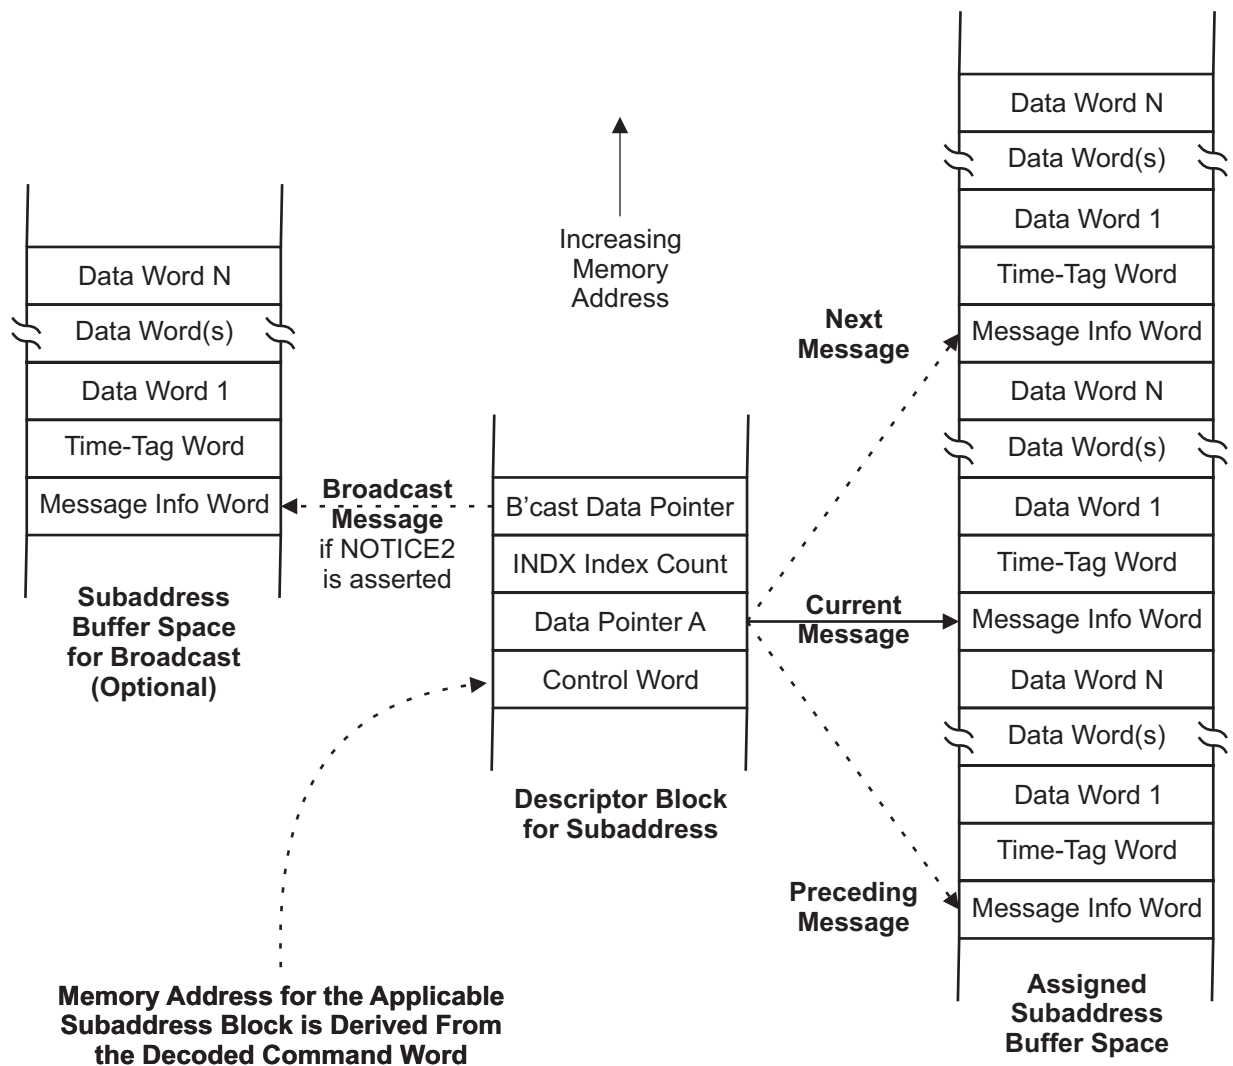 Data Word N
Data Word(s)
Data Word 1
Time-Tag Word
Message Info Word
Subaddress
Buffer Space
for Broadcast
(Optional)
Broadcast
Message
if NOTICE2
is asserted
Increasing
Memory
Address
B’cast Data Pointer
INDX Index Count
Data Pointer A
Control Word
Descriptor Block
for Subaddress
Memory Address for the Applicable
Subaddress Block is Derived From
the Decoded Command Word
Next
Message
Current
Message
Preceding
Message
Data Word N
Data Word(s)
Data Word 1
Time-Tag Word
Message Info Word
Data Word N
Data Word(s)
Data Word 1
Time-Tag Word
Message Info Word
Data Word N
Data Word(s)
Data Word 1
Time-Tag Word
Message Info Word
Assigned
Subaddress
Buffer Space